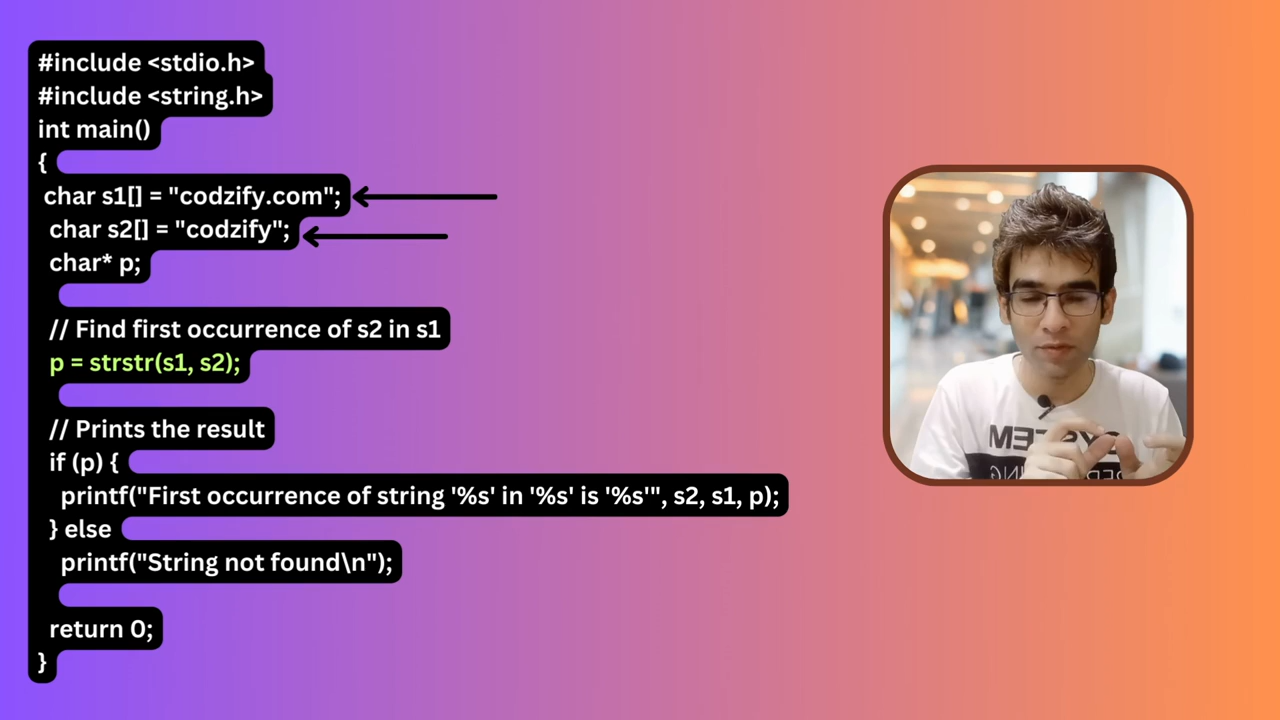 #include <stdio.h>
#include <string.h>
int main()
{
char s1[] = "codzify.com";
char s2[] = "codzify";
char* p;
// Find first occurrence of s2 in s1
p = strstr(s1, s2);
// Prints the result
if (p) {
printf("First occurrence of string '%s' in '%s' is '%s'", s2, s1, p);
} else
printf("String not found\n");
return 0;
}